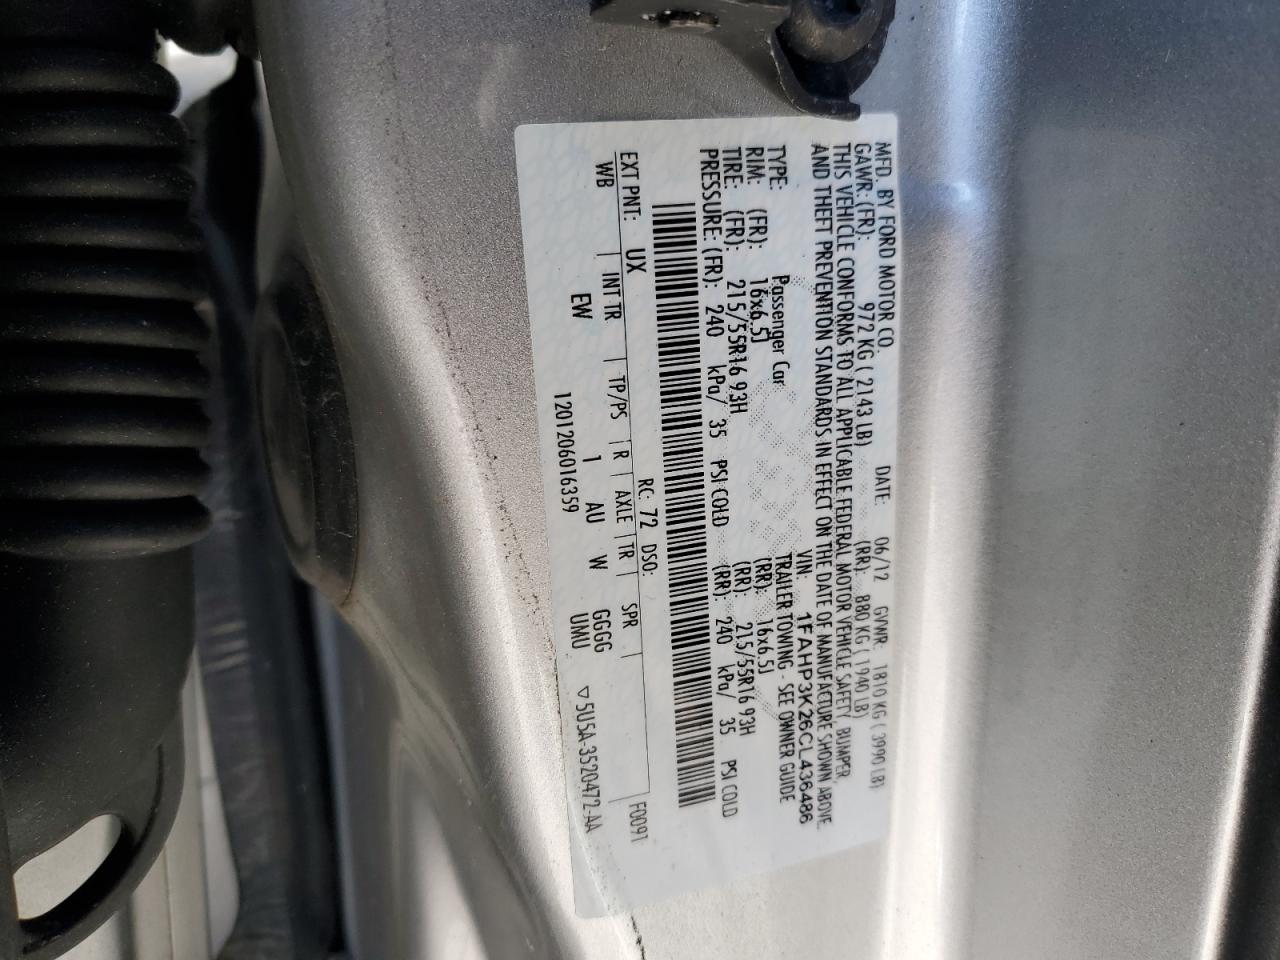 MFD. BY FORD MOTOR CO. DATE: 06/12 GVWR: 1810 KG ( 3990 LB)
GAWR: (FR): 972 KG ( 2143 LB) (RR): 880 KG ( 1940 LB)
THIS VEHICLE CONFORMS TO ALL APPLICABLE FEDERAL MOTOR VEHICLE SAFETY, BUMPER,
AND THEFT PREVENTION STANDARDS IN EFFECT ON THE DATE OF MANUFACTURE SHOWN ABOVE.
VIN: 1FAHP3K26CL436486
TYPE: Passenger Car TRAILER TOWING - SEE OWNER GUIDE
RIM: (FR): 16x6.5J (RR): 16x6.5J
TIRE: (FR): 215/55R16 93H (RR): 215/55R16 93H
PRESSURE: (FR): 240 kPa/ 35 PSI COLD (RR): 240 kPa/ 35 PSI COLD
RC: 72 DSO: F0091
EXT PNT: UX
WB | INT TR | TP/PS | R | AXLE | TR | SPR
EW 1 AU W GGGG
UMU
1201206016359 ▽5U5A-3520472-AA